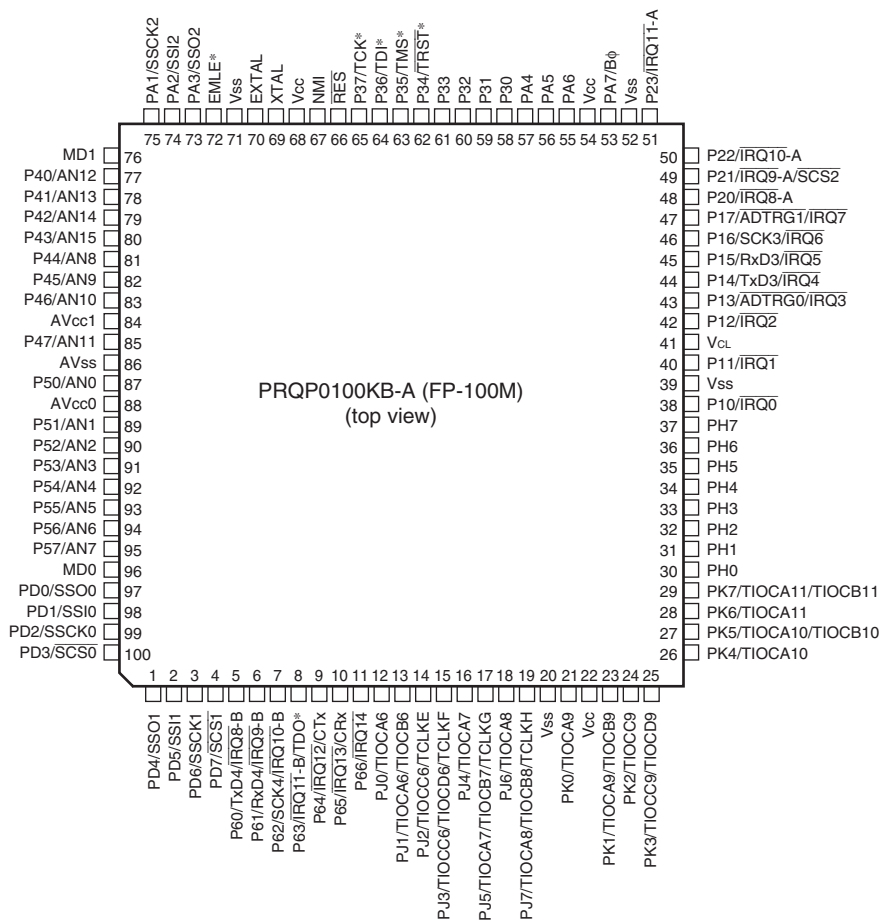 PA1/SSCK2
PA2/SSI2
PA3/SSO2
EMLE*
Vss
EXTAL
XTAL
Vcc
NMI
RES
P37/TCK*
P36/TDI*
P35/TMS*
P34/TRST*
P33
P32
P31
P30
PA4
PA5
PA6
Vcc
PA7/Bφ
Vss
P23/IRQ11-A
75 74 73 72 71 70 69 68 67 66 65 64 63 62 61 60 59 58 57 56 55 54 53 52 51
MD1 76
P40/AN12 77
P41/AN13 78
P42/AN14 79
P43/AN15 80
P44/AN8 81
P45/AN9 82
P46/AN10 83
AVcc1 84
P47/AN11 85
AVss 86
P50/AN0 87
AVcc0 88
P51/AN1 89
P52/AN2 90
P53/AN3 91
P54/AN4 92
P55/AN5 93
P56/AN6 94
P57/AN7 95
MD0 96
PD0/SSO0 97
PD1/SSI0 98
PD2/SSCK0 99
PD3/SCS0 100
PRQP0100KB-A (FP-100M)
(top view)
50 P22/IRQ10-A
49 P21/IRQ9-A/SCS2
48 P20/IRQ8-A
47 P17/ADTRG1/IRQ7
46 P16/SCK3/IRQ6
45 P15/RxD3/IRQ5
44 P14/TxD3/IRQ4
43 P13/ADTRG0/IRQ3
42 P12/IRQ2
41 VCL
40 P11/IRQ1
39 Vss
38 P10/IRQ0
37 PH7
36 PH6
35 PH5
34 PH4
33 PH3
32 PH2
31 PH1
30 PH0
29 PK7/TIOCA11/TIOCB11
28 PK6/TIOCA11
27 PK5/TIOCA10/TIOCB10
26 PK4/TIOCA10
1 2 3 4 5 6 7 8 9 10 11 12 13 14 15 16 17 18 19 20 21 22 23 24 25
PD4/SSO1
PD5/SSI1
PD6/SSCK1
PD7/SCS1
P60/TxD4/IRQ8-B
P61/RxD4/IRQ9-B
P62/SCK4/IRQ10-B
P63/IRQ11-B/TDO*
P64/IRQ12/CTx
P65/IRQ13/CRx
P66/IRQ14
PJ0/TIOCA6
PJ1/TIOCA6/TIOCB6
PJ2/TIOCC6/TCLKE
PJ3/TIOCC6/TIOCD6/TCLKF
PJ4/TIOCA7
PJ5/TIOCA7/TIOCB7/TCLKG
PJ6/TIOCA8
PJ7/TIOCA8/TIOCB8/TCLKH
Vss
PK0/TIOCA9
Vcc
PK1/TIOCA9/TIOCB9
PK2/TIOCC9
PK3/TIOCC9/TIOCD9